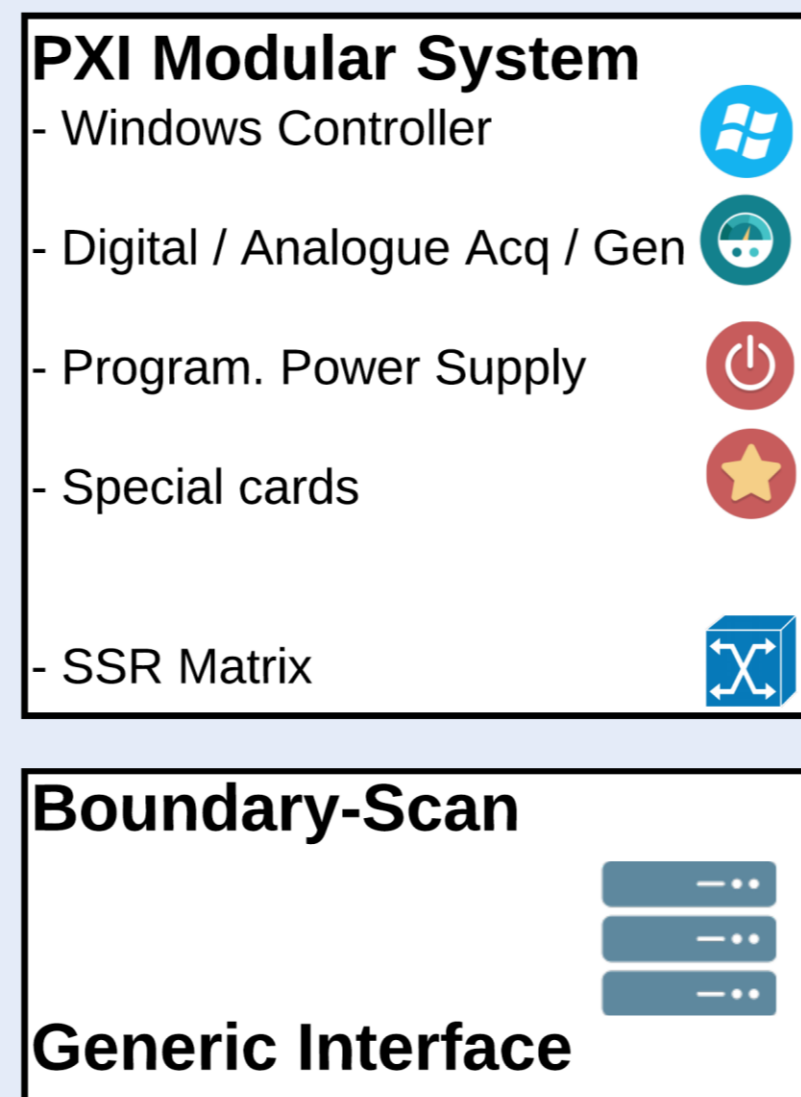 PXI Modular System
- Windows Controller
- Digital / Analogue Acq / Gen
- Program. Power Supply
- Special cards
- SSR Matrix
Boundary-Scan
Generic Interface